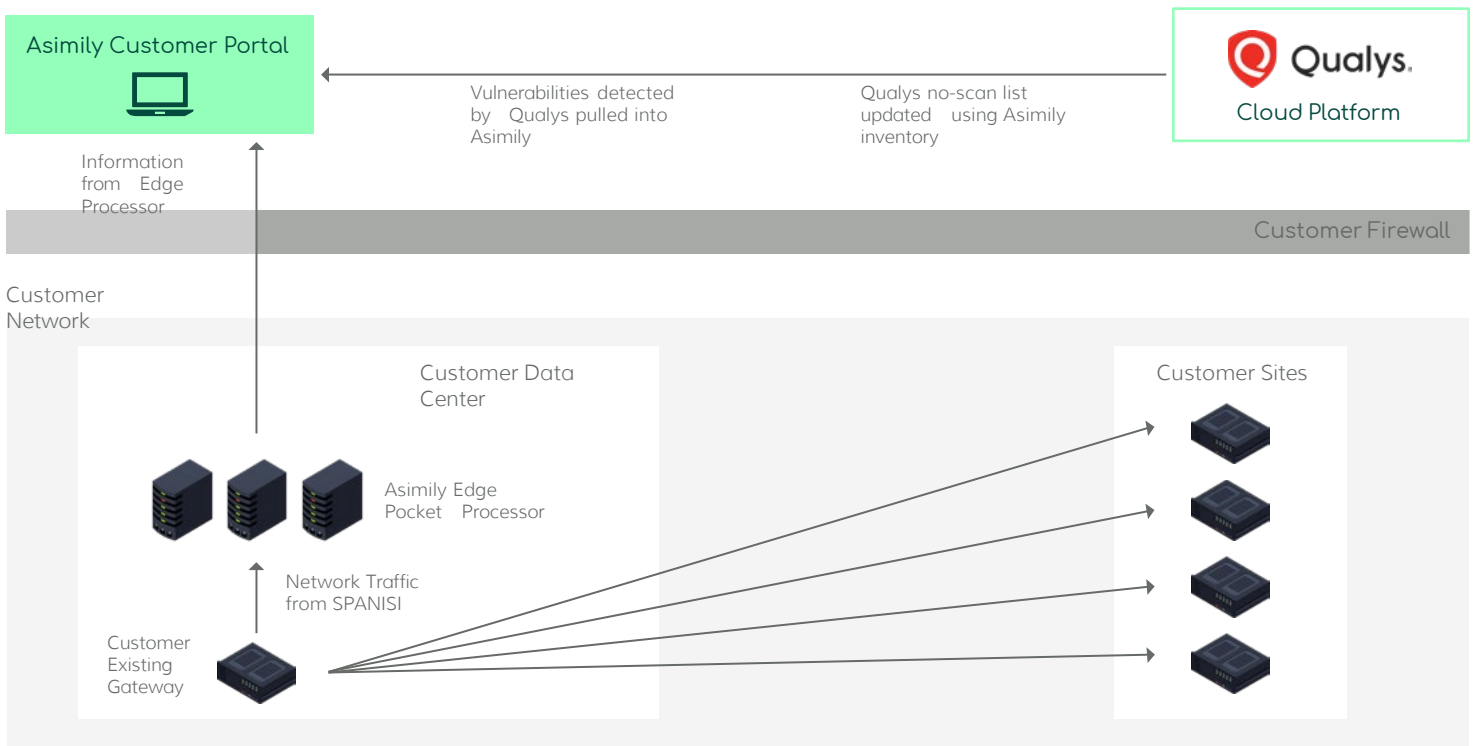 Asimily Customer Portal
Qualys.
Cloud Platform
Vulnerabilities detected
by Qualys pulled into
Asimily
Qualys no-scan list
updated using Asimily
inventory
Information
from Edge
Processor
Customer Firewall
Customer
Network
Customer Data
Center
Customer Sites
Asimily Edge
Pocket Processor
Network Traffic
from SPANISI
Customer
Existing
Gateway